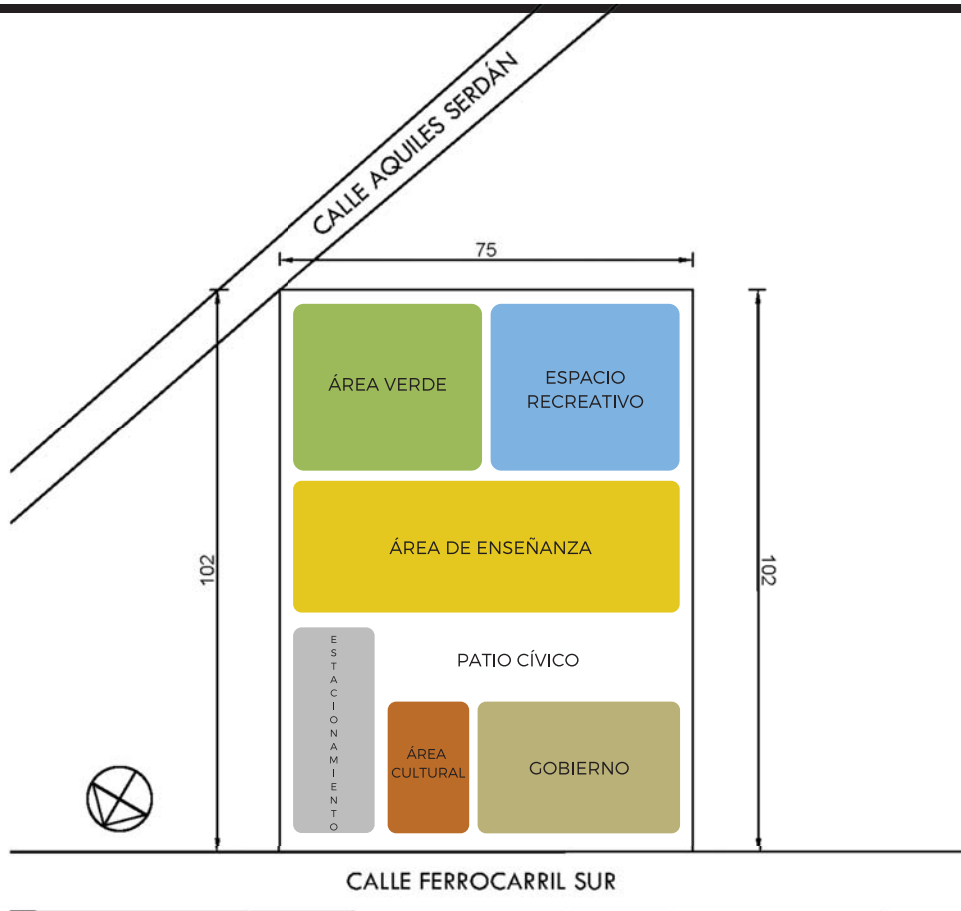 CALLE AQUILES SERDÁN
75
ÁREA VERDE
ESPACIO
RECREATIVO
ÁREA DE ENSEÑANZA
102
102
ESTACIONAMIENTO
PATIO CÍVICO
ÁREA
CULTURAL
GOBIERNO
CALLE FERROCARRIL SUR